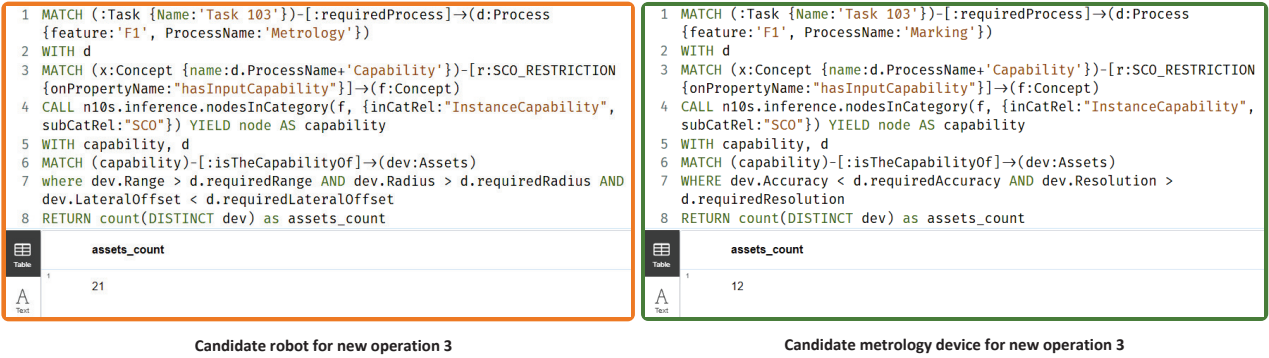 1 MATCH (:Task {Name:'Task 103'})-[:requiredProcess]→(d:Process
{feature:'F1', ProcessName:'Metrology'})
2 WITH d
3 MATCH (x:Concept {name:d.ProcessName+'Capability'})-[r:SCO_RESTRICTION
{onPropertyName:"hasInputCapability"}]→(f:Concept)
4 CALL n10s.inference.nodesInCategory(f, {inCatRel:"InstanceCapability",
subCatRel:"SCO"}) YIELD node AS capability
5 WITH capability, d
6 MATCH (capability)-[:isTheCapabilityOf]→(dev:Assets)
7 where dev.Range > d.requiredRange AND dev.Radius > d.requiredRadius AND
dev.LateralOffset < d.requiredLateralOffset
8 RETURN count(DISTINCT dev) as assets_count
Table
assets_count
1
21
A
Text
Candidate robot for new operation 3
1 MATCH (:Task {Name:'Task 103'})-[:requiredProcess]→(d:Process
{feature:'F1', ProcessName:'Marking'})
2 WITH d
3 MATCH (x:Concept {name:d.ProcessName+'Capability'})-[r:SCO_RESTRICTION
{onPropertyName:"hasInputCapability"}]→(f:Concept)
4 CALL n10s.inference.nodesInCategory(f, {inCatRel:"InstanceCapability",
subCatRel:"SCO"}) YIELD node AS capability
5 WITH capability, d
6 MATCH (capability)-[:isTheCapabilityOf]→(dev:Assets)
7 WHERE dev.Accuracy < d.requiredAccuracy AND dev.Resolution >
d.requiredResolution
8 RETURN count(DISTINCT dev) as assets_count
Table
assets_count
1
12
A
Text
Candidate metrology device for new operation 3